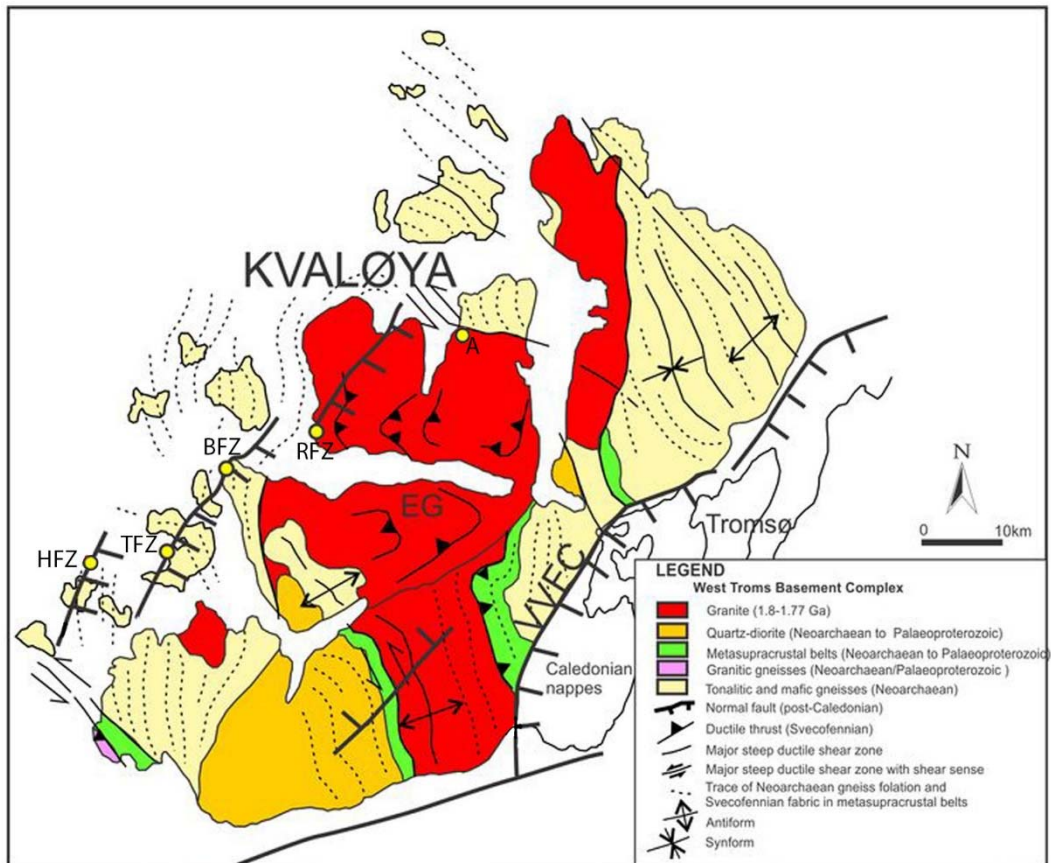 KVALØYA
A
BFZ
RFZ
EG
N
0 10km
Tromsø
HFZ
TFZ
VVFC
Caledonian
nappes
LEGEND
West Troms Basement Complex
Granite (1.8-1.77 Ga)
Quartz-diorite (Neoarchaean to Palaeoproterozoic)
Metasupracrustal belts (Neoarchaean to Palaeoproterozoic)
Granitic gneisses (Neoarchaean/Palaeoproterozoic )
Tonalitic and mafic gneisses (Neoarchaean)
Normal fault (post-Caledonian)
Ductile thrust (Svecofennian)
Major steep ductile shear zone
Major steep ductile shear zone with shear sense
Trace of Neoarchaean gneiss folation and
Svecofennian fabric in metasupracrustal belts
Antiform
Synform